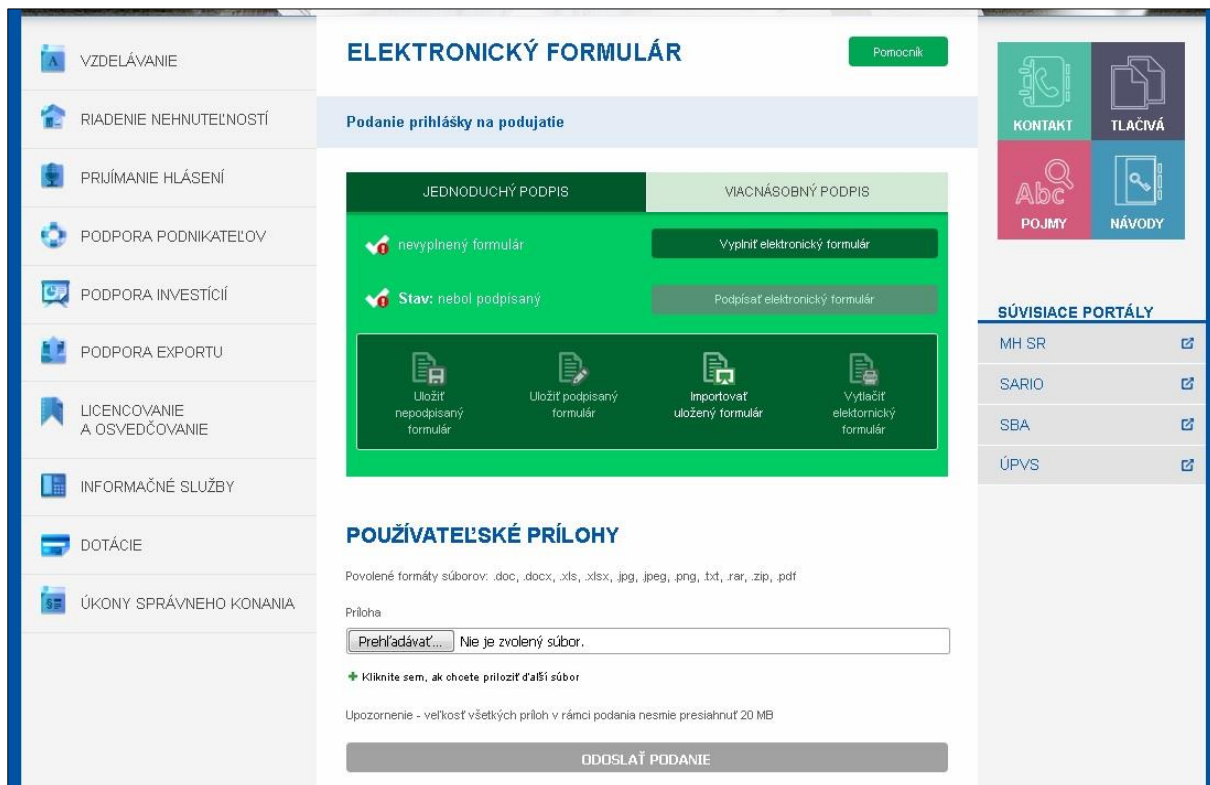 VZDELÁVANIE
RIADENIE NEHNUTEĽNOSTÍ
PRIJÍMANIE HLÁSENÍ
PODPORA PODNIKATEĽOV
PODPORA INVESTÍCIÍ
PODPORA EXPORTU
LICENCOVANIE
A OSVEDČOVANIE
INFORMAČNÉ SLUŽBY
DOTÁCIE
ÚKONY SPRÁVNEHO KONANIA
ELEKTRONICKÝ FORMULÁR
Pomocník
Podanie prihlášky na podujatie
JEDNODUCHÝ PODPIS
VIACNÁSOBNÝ PODPIS
nevyplnený formulár
Vyplniť elektronický formulár
Stav: nebol podpisaný
Podpísať elektronický formulár
Uložiť
nepodpisaný
formulár
Uložiť podpisaný
formulár
Importovať
uložený formulár
Vytlačiť
elektornický
formulár
POUŽÍVATEĽSKÉ PRÍLOHY
Povolené formáty súborov: .doc, .docx, .xls, .xlsx, .jpg, .jpeg, .png, .txt, .rar, .zip, .pdf
Príloha
Prehľadávať... Nie je zvolený súbor.
Kliknite sem, ak chcete priloziť ďalší súbor
Upozornenie - veľkosť všetkých príloh v rámci podania nesmie presiahnuť 20 MB
ODOSLAŤ PODANIE
KONTAKT
TLAČIVÁ
Abc
POJMY
NÁVODY
SÚVISIACE PORTÁLY
MH SR
SARIO
SBA
ÚPVS